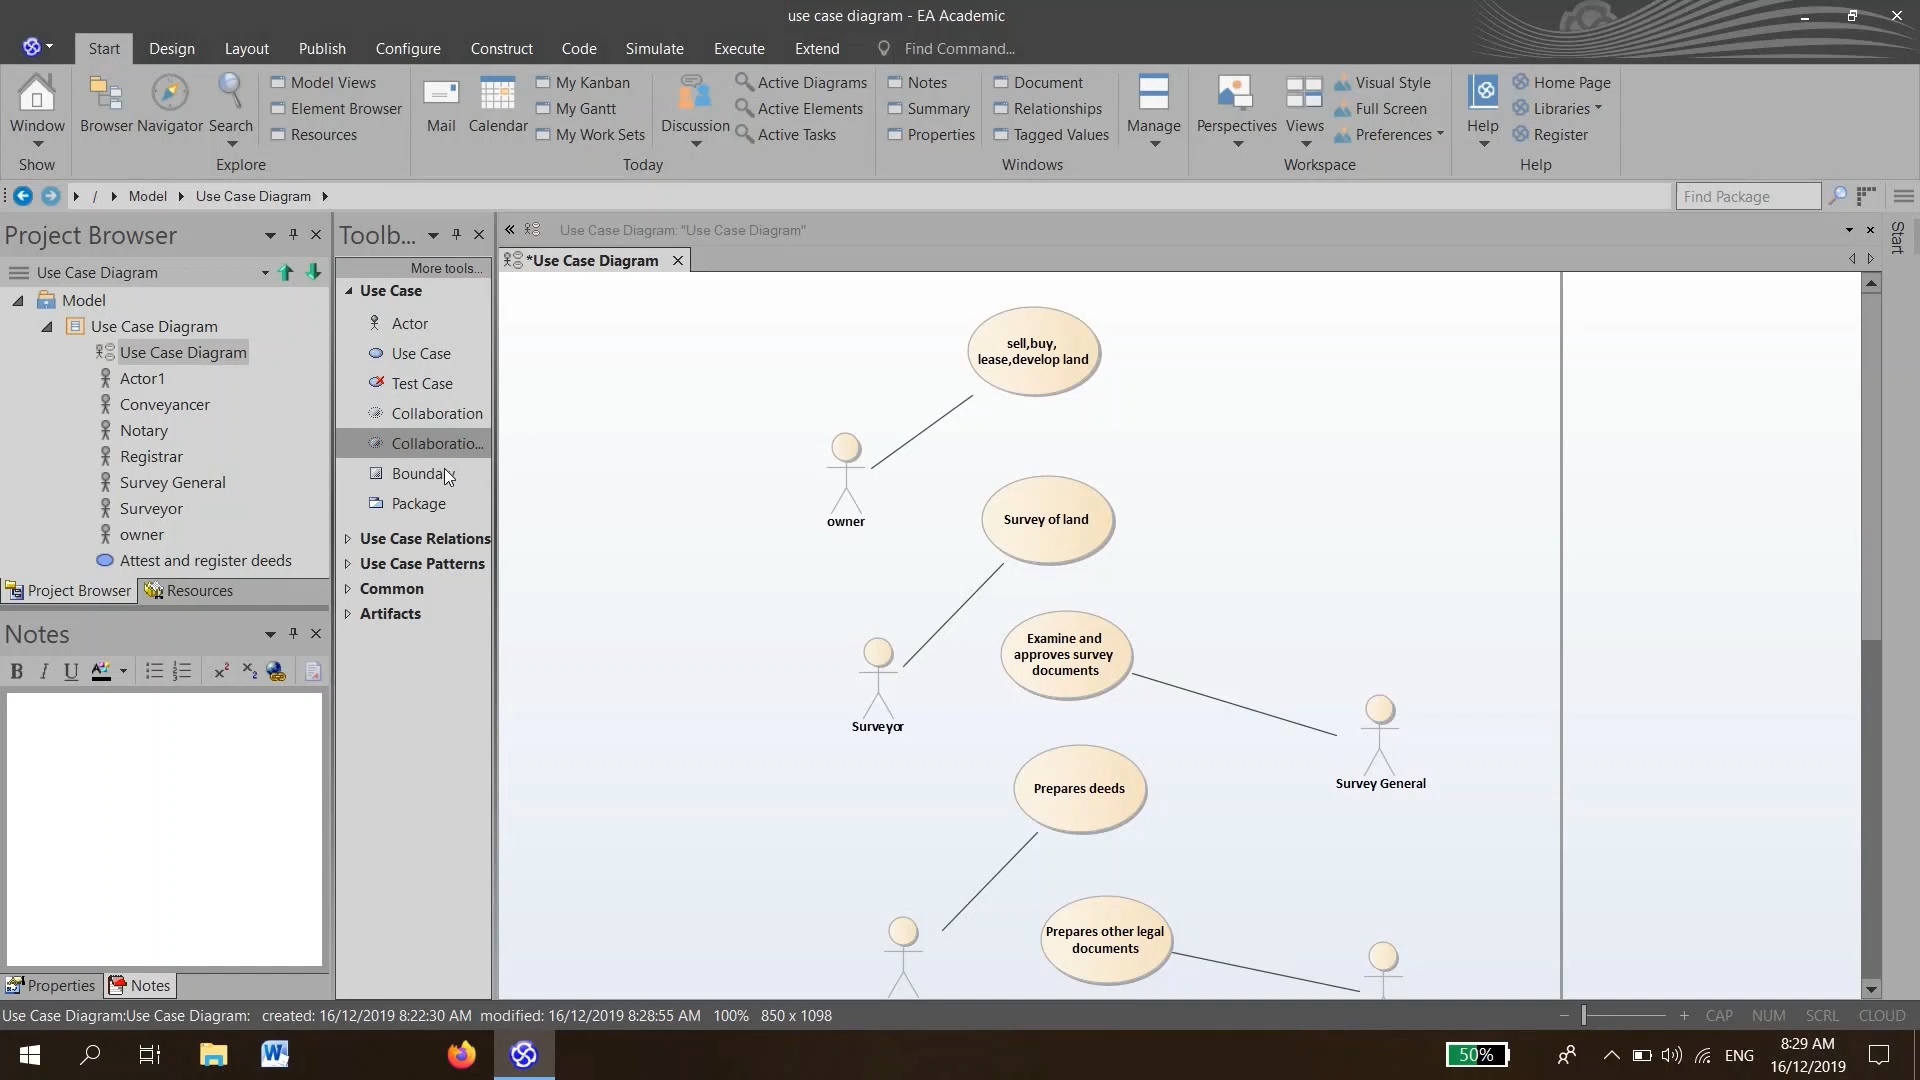 use case diagram - EA Academic
Start Design Layout Publish Configure Construct Code Simulate Execute Extend Find Command...
Window
Show
Browser Navigator Search
Model Views
Element Browser
Resources
Explore
Mail Calendar
My Kanban
My Gantt
My Work Sets
Discussion
Active Diagrams
Active Elements
Active Tasks
Today
Notes
Summary
Properties
Document
Relationships
Tagged Values
Windows
Manage
Perspectives Views
Visual Style
Full Screen
Preferences
Workspace
Help
Home Page
Libraries
Register
Help
/ Model Use Case Diagram
Find Package
Project Browser
Use Case Diagram
Model
Use Case Diagram
Use Case Diagram
Actor1
Conveyancer
Notary
Registrar
Survey General
Surveyor
owner
Attest and register deeds
Project Browser Resources
Notes
B I U
Properties Notes
Toolb...
More tools...
Use Case
Actor
Use Case
Test Case
Collaboration
Collaboratio...
Boundary
Package
Use Case Relations
Use Case Patterns
Common
Artifacts
Use Case Diagram: "Use Case Diagram"
*Use Case Diagram
Start
sell,buy,
lease,develop land
owner
Survey of land
Surveyor
Examine and
approves survey
documents
Survey General
Prepares deeds
Prepares other legal
documents
Use Case Diagram:Use Case Diagram: created: 16/12/2019 8:22:30 AM modified: 16/12/2019 8:28:55 AM 100% 850 x 1098
CAP NUM SCRL CLOUD
50%
ENG
8:29 AM
16/12/2019